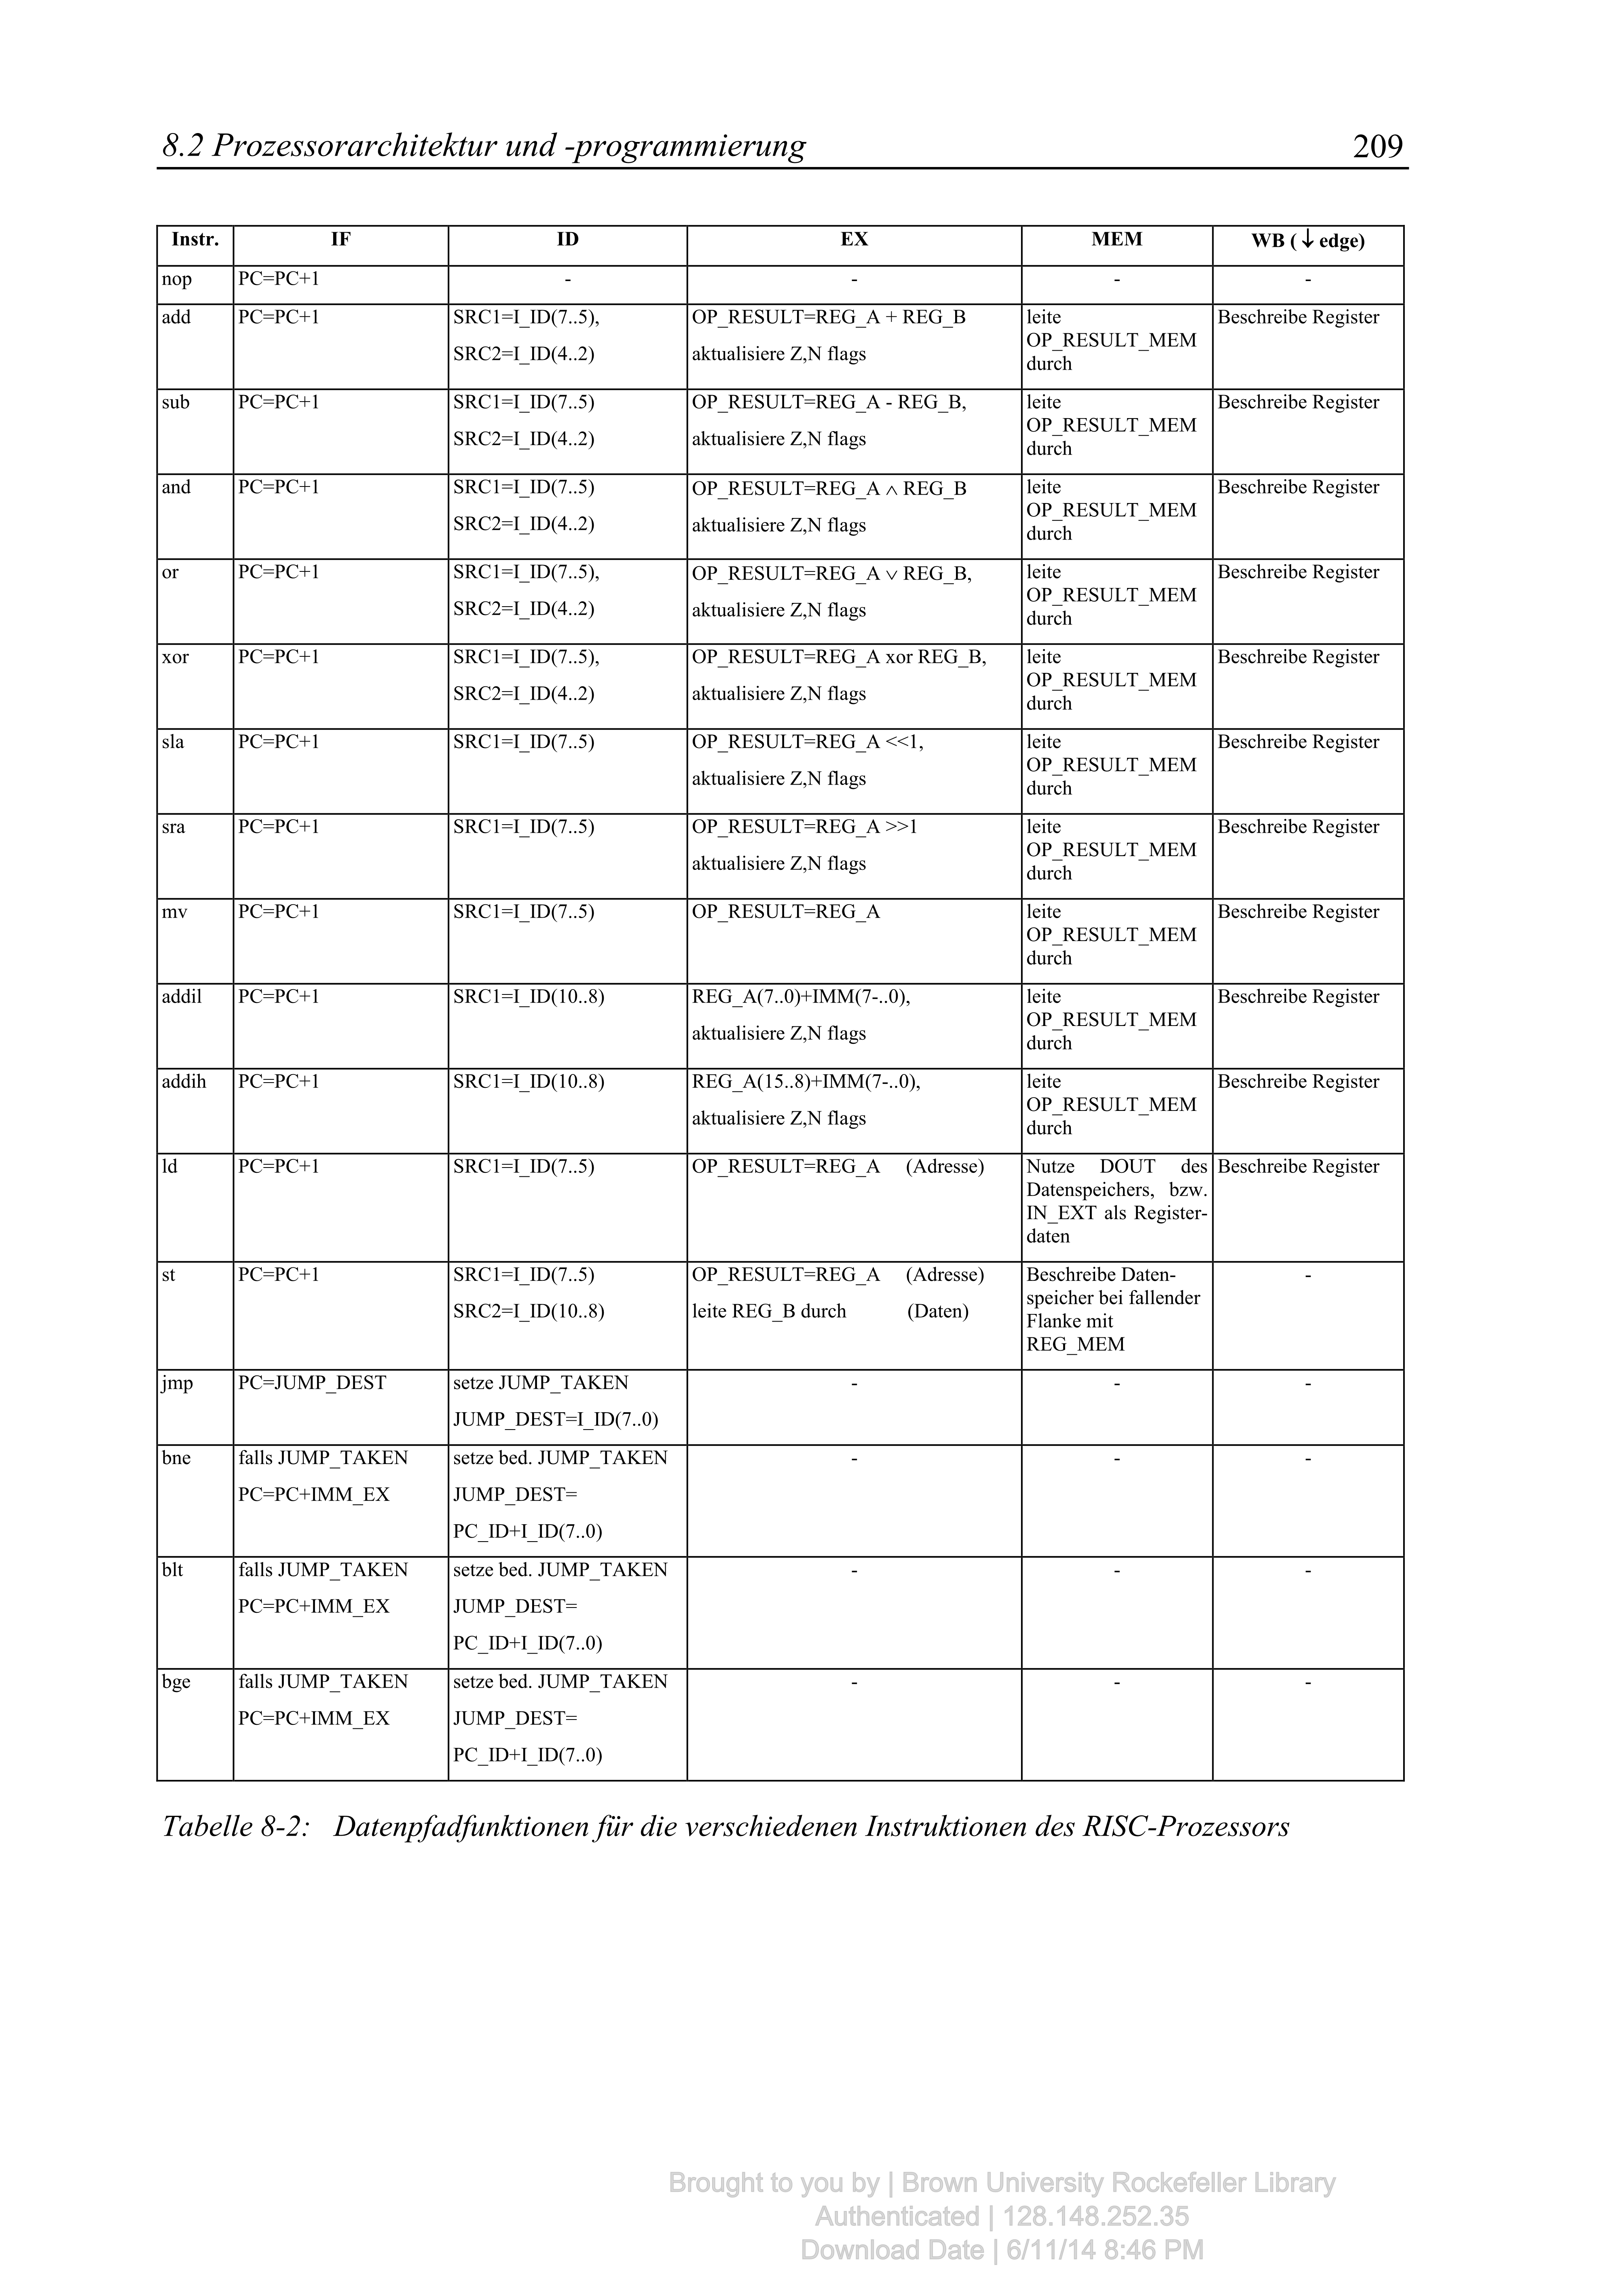 8.2 Prozessorarchitektur und -programmierung 209
Instr. IF ID EX MEM WB (↓ edge)
nop PC=PC+1 - - - -
add PC=PC+1 SRC1=I_ID(7..5), OP_RESULT=REG_A + REG_B leite Beschreibe Register
OP_RESULT_MEM
SRC2=I_ID(4..2) aktualisiere Z,N flags
durch
sub PC=PC+1 SRC1=I_ID(7..5) OP_RESULT=REG_A - REG_B, leite Beschreibe Register
OP_RESULT_MEM
SRC2=I_ID(4..2) aktualisiere Z,N flags
durch
and PC=PC+1 SRC1=I_ID(7..5) OP_RESULT=REG_A ∧ REG_B leite Beschreibe Register
OP_RESULT_MEM
SRC2=I_ID(4..2) aktualisiere Z,N flags
durch
or PC=PC+1 SRC1=I_ID(7..5), OP_RESULT=REG_A ∨ REG_B, leite Beschreibe Register
OP_RESULT_MEM
SRC2=I_ID(4..2) aktualisiere Z,N flags
durch
xor PC=PC+1 SRC1=I_ID(7..5), OP_RESULT=REG_A xor REG_B, leite Beschreibe Register
OP_RESULT_MEM
SRC2=I_ID(4..2) aktualisiere Z,N flags
durch
sla PC=PC+1 SRC1=I_ID(7..5) OP_RESULT=REG_A <<1, leite Beschreibe Register
OP_RESULT_MEM
aktualisiere Z,N flags
durch
sra PC=PC+1 SRC1=I_ID(7..5) OP_RESULT=REG_A >>1 leite Beschreibe Register
OP_RESULT_MEM
aktualisiere Z,N flags
durch
mv PC=PC+1 SRC1=I_ID(7..5) OP_RESULT=REG_A leite Beschreibe Register
OP_RESULT_MEM
durch
addil PC=PC+1 SRC1=I_ID(10..8) REG_A(7..0)+IMM(7-..0), leite Beschreibe Register
OP_RESULT_MEM
aktualisiere Z,N flags
durch
addih PC=PC+1 SRC1=I_ID(10..8) REG_A(15..8)+IMM(7-..0), leite Beschreibe Register
OP_RESULT_MEM
aktualisiere Z,N flags
durch
ld PC=PC+1 SRC1=I_ID(7..5) OP_RESULT=REG_A (Adresse) Nutze DOUT des Beschreibe Register
Datenspeichers, bzw.
IN_EXT als Register-
daten
st PC=PC+1 SRC1=I_ID(7..5) OP_RESULT=REG_A (Adresse) Beschreibe Daten- -
speicher bei fallender
SRC2=I_ID(10..8) leite REG_B durch (Daten)
Flanke mit
REG_MEM
jmp PC=JUMP_DEST setze JUMP_TAKEN - - -
JUMP_DEST=I_ID(7..0)
bne falls JUMP_TAKEN setze bed. JUMP_TAKEN - - -
PC=PC+IMM_EX JUMP_DEST=
PC_ID+I_ID(7..0)
blt falls JUMP_TAKEN setze bed. JUMP_TAKEN - - -
PC=PC+IMM_EX JUMP_DEST=
PC_ID+I_ID(7..0)
bge falls JUMP_TAKEN setze bed. JUMP_TAKEN - - -
PC=PC+IMM_EX JUMP_DEST=
PC_ID+I_ID(7..0)
Tabelle 8-2: Datenpfadfunktionen für die verschiedenen Instruktionen des RISC-Prozessors
Brought to you by | Brown University Rockefeller Library
Authenticated | 128.148.252.35
Download Date | 6/11/14 8:46 PM